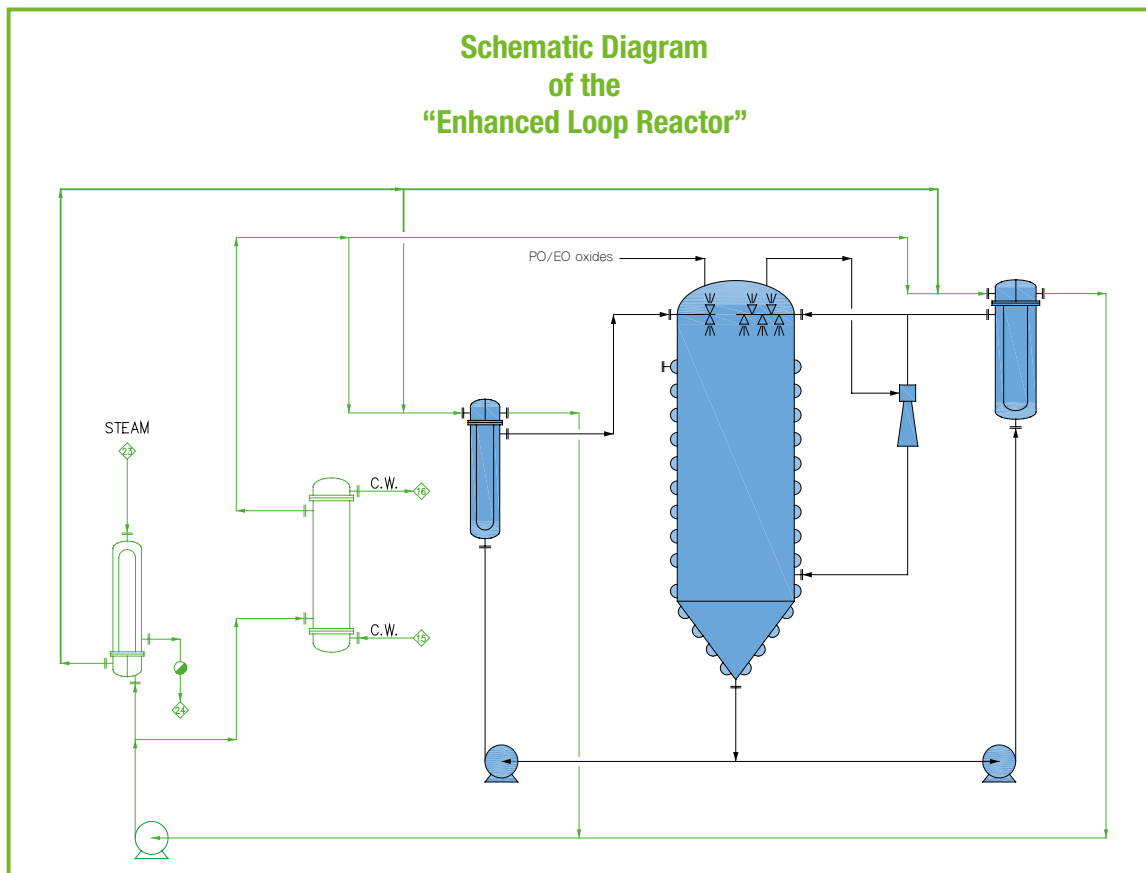 Schematic Diagram
of the
“Enhanced Loop Reactor”
PO/EO oxides
STEAM
23
C.W.
16
C.W.
15
24